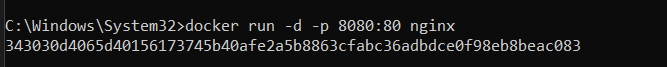 C:\Windows\System32>docker run -d -p 8080:80 nginx
343030d4065d40156173745b40afe2a5b8863cfabc36adbdce0f98eb8beac083